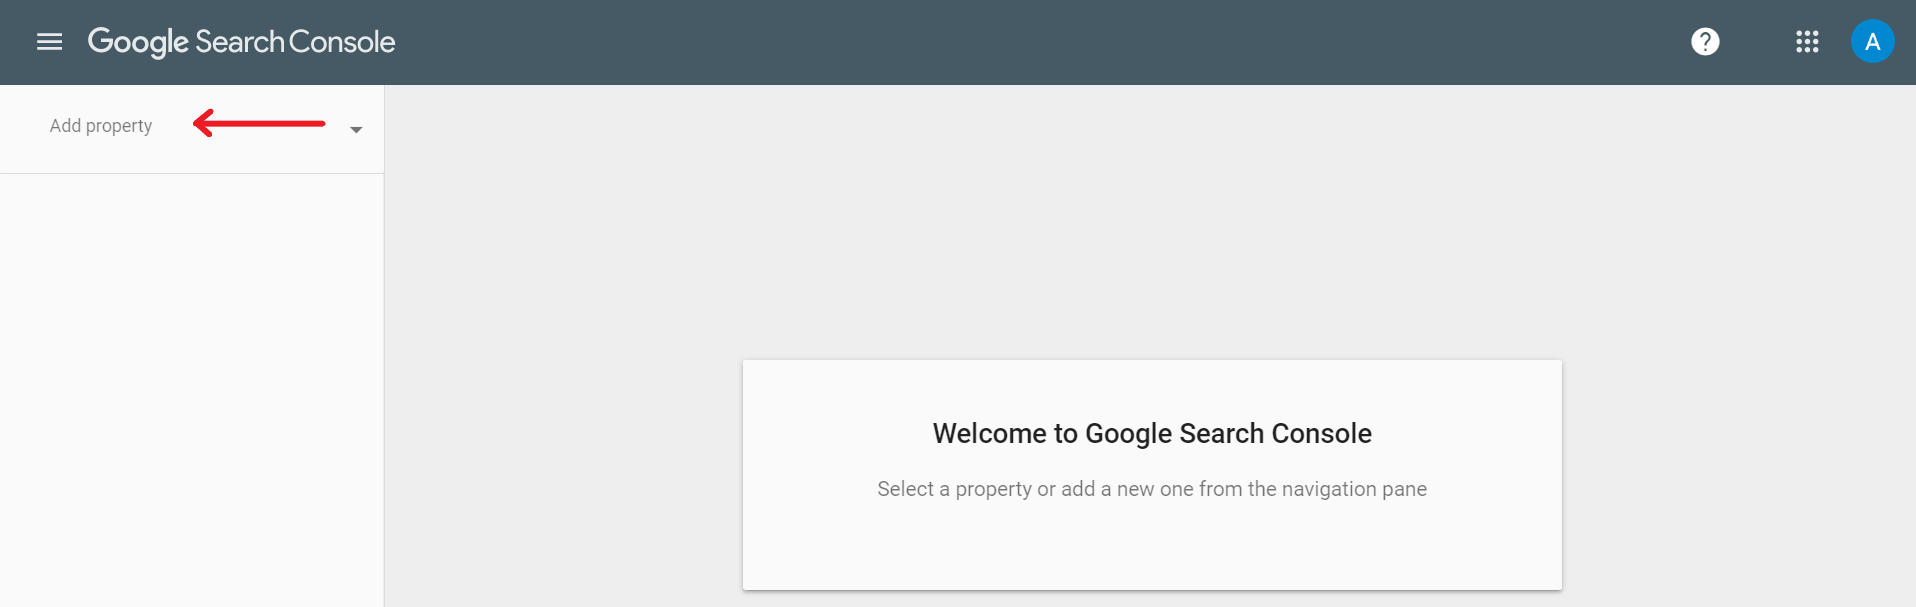 Google Search Console
?
A
Add property
Welcome to Google Search Console
Select a property or add a new one from the navigation pane